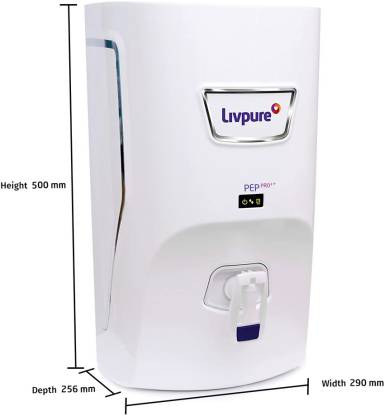 Livpure
PEP PRO++
Height 500 mm
Depth 256 mm
Width 290 mm